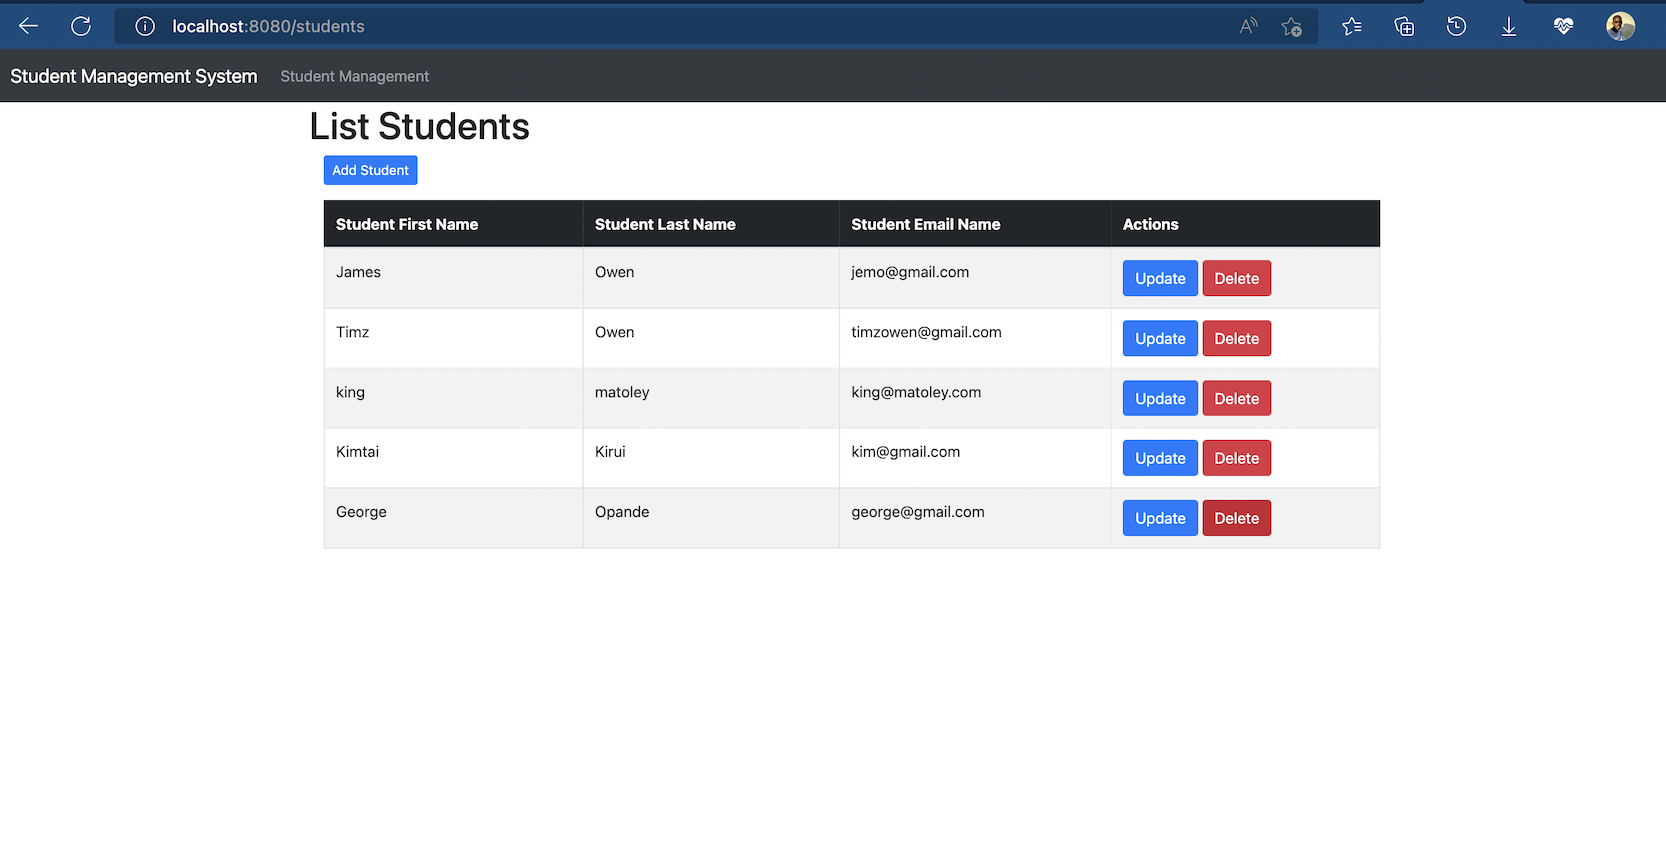 localhost:8080/students
Student Management System Student Management
List Students
Add Student
Student First Name Student Last Name Student Email Name Actions
James Owen jemo@gmail.com Update Delete
Timz Owen timzowen@gmail.com Update Delete
king matoley king@matoley.com Update Delete
Kimtai Kirui kim@gmail.com Update Delete
George Opande george@gmail.com Update Delete